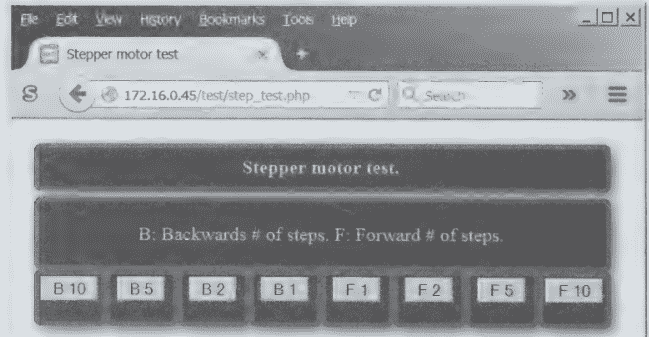 File Edit View History Bookmarks Tools Help
Stepper motor test
172.16.0.45/test/step_test.php
Search
Stepper motor test.
B: Backwards # of steps. F: Forward # of steps.
B 10 B 5 B 2 B 1 F 1 F 2 F 5 F 10